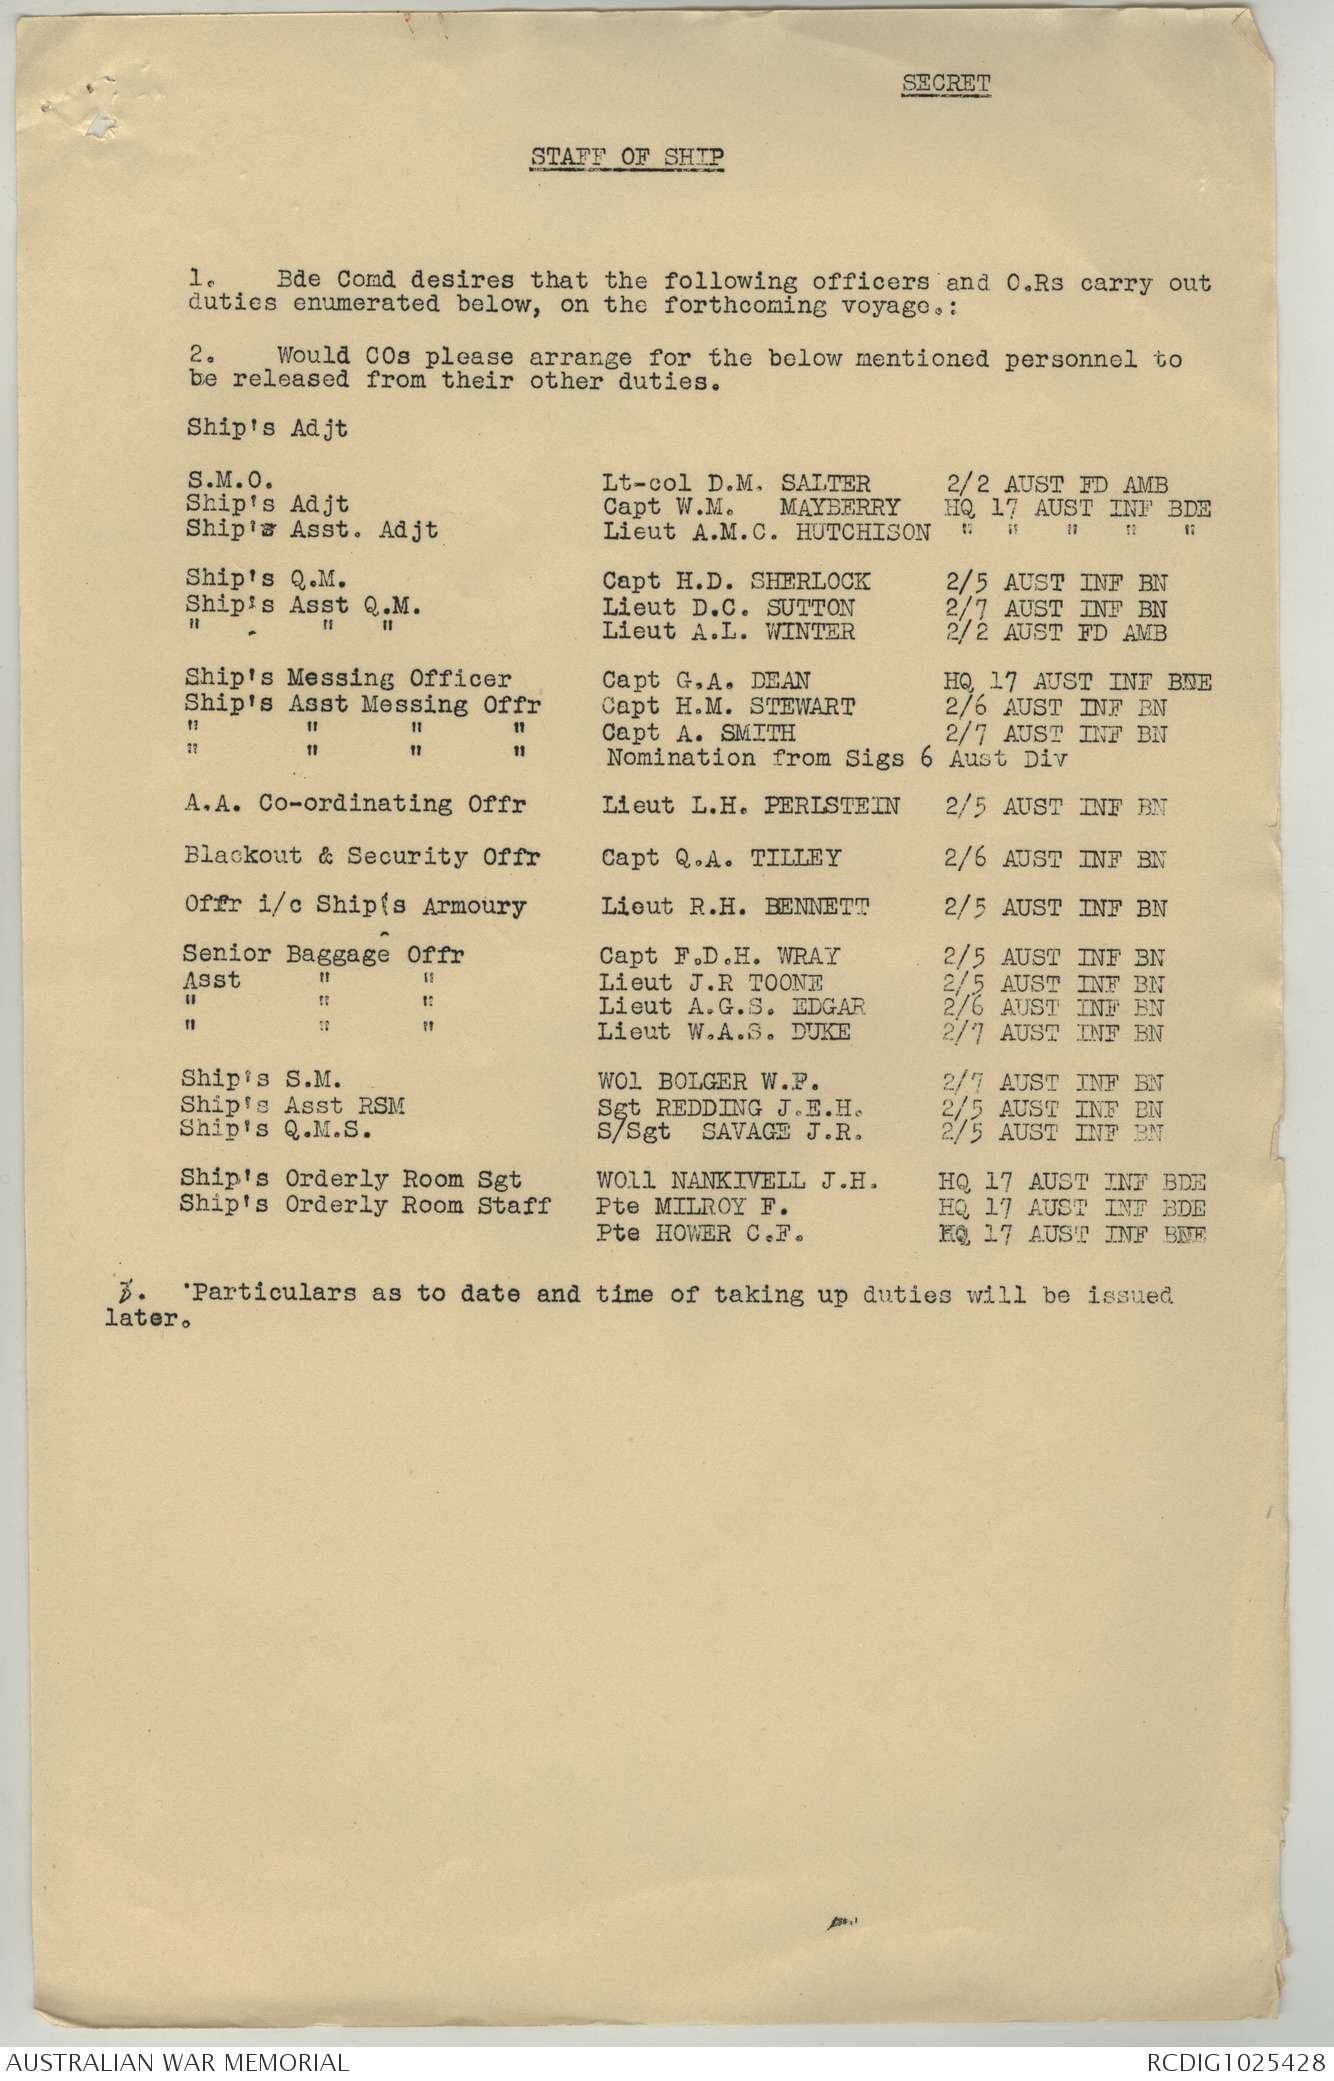 SECRET
STAFF OF SHIP
1.    Bde Comd desires that the following officers and O.Rs carry out
duties enumerated below, on the forthcoming voyage.:
2.    Would COs please arrange for the below mentioned personnel to
be released from their other duties.
Ship's Adjt
S.M.O. Lt-col D.M. SALTER 2/2 AUST FD AMB
Ship's Adjt Capt W.M. MAYBERRY HQ 17 AUST INF BDE
Ship's Asst. Adjt Lieut A.M.C. HUTCHISON " " " " "
Ship's Q.M. Capt H.D. SHERLOCK 2/5 AUST INF BN
Ship's Asst Q.M. Lieut D.C. SUTTON 2/7 AUST INF BN
" " " Lieut A.L. WINTER 2/2 AUST FD AMB
Ship's Messing Officer Capt G.A. DEAN HQ 17 AUST INF BDE
Ship's Asst Messing Offr Capt H.M. STEWART 2/6 AUST INF BN
" " " " Capt A. SMITH 2/7 AUST INF BN
" " " " Nomination from Sigs 6 Aust Div
A.A. Co-ordinating Offr Lieut L.H. PERLSTEIN 2/5 AUST INF BN
Blackout & Security Offr Capt Q.A. TILLEY 2/6 AUST INF BN
Offr i/c Ship's Armoury Lieut R.H. BENNETT 2/5 AUST INF BN
Senior Baggage Offr Capt F.D.H. WRAY 2/5 AUST INF BN
Asst " " Lieut J.R TOONE 2/5 AUST INF BN
" " " Lieut A.G.S. EDGAR 2/6 AUST INF BN
" " " Lieut W.A.S. DUKE 2/7 AUST INF BN
Ship's S.M. WO1 BOLGER W.F. 2/7 AUST INF BN
Ship's Asst RSM Sgt REDDING J.E.H. 2/5 AUST INF BN
Ship's Q.M.S. S/Sgt SAVAGE J.R. 2/5 AUST INF BN
Ship's Orderly Room Sgt WO11 NANKIVELL J.H. HQ 17 AUST INF BDE
Ship's Orderly Room Staff Pte MILROY F. HQ 17 AUST INF BDE
Pte HOWER C.F. HQ 17 AUST INF BDE
3.  Particulars as to date and time of taking up duties will be issued
later.
AUSTRALIAN WAR MEMORIAL RCDIG1025428